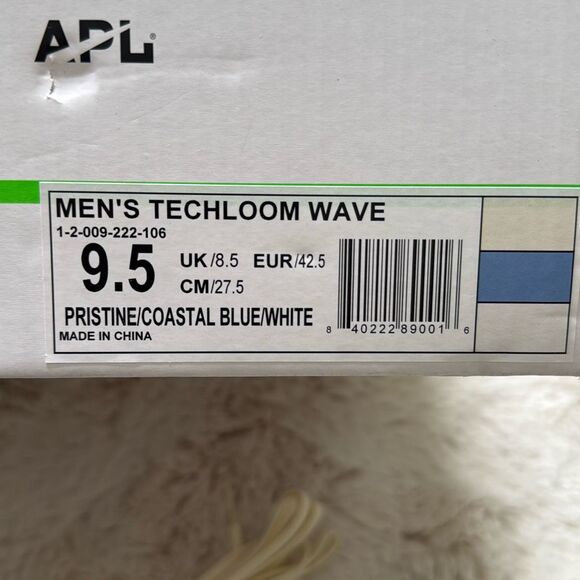 APL®
MEN'S TECHLOOM WAVE
1-2-009-222-106
9.5 UK/8.5 EUR/42.5
CM/27.5
PRISTINE/COASTAL BLUE/WHITE
MADE IN CHINA
8 40222 89001 6